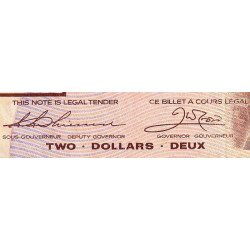 THIS NOTE IS LEGAL TENDER CE BILLET A COURS LÉGAL
SOUS-GOUVERNEUR DEPUTY GOVERNOR GOVERNOR GOUVERNEUR
TWO · DOLLARS · DEUX